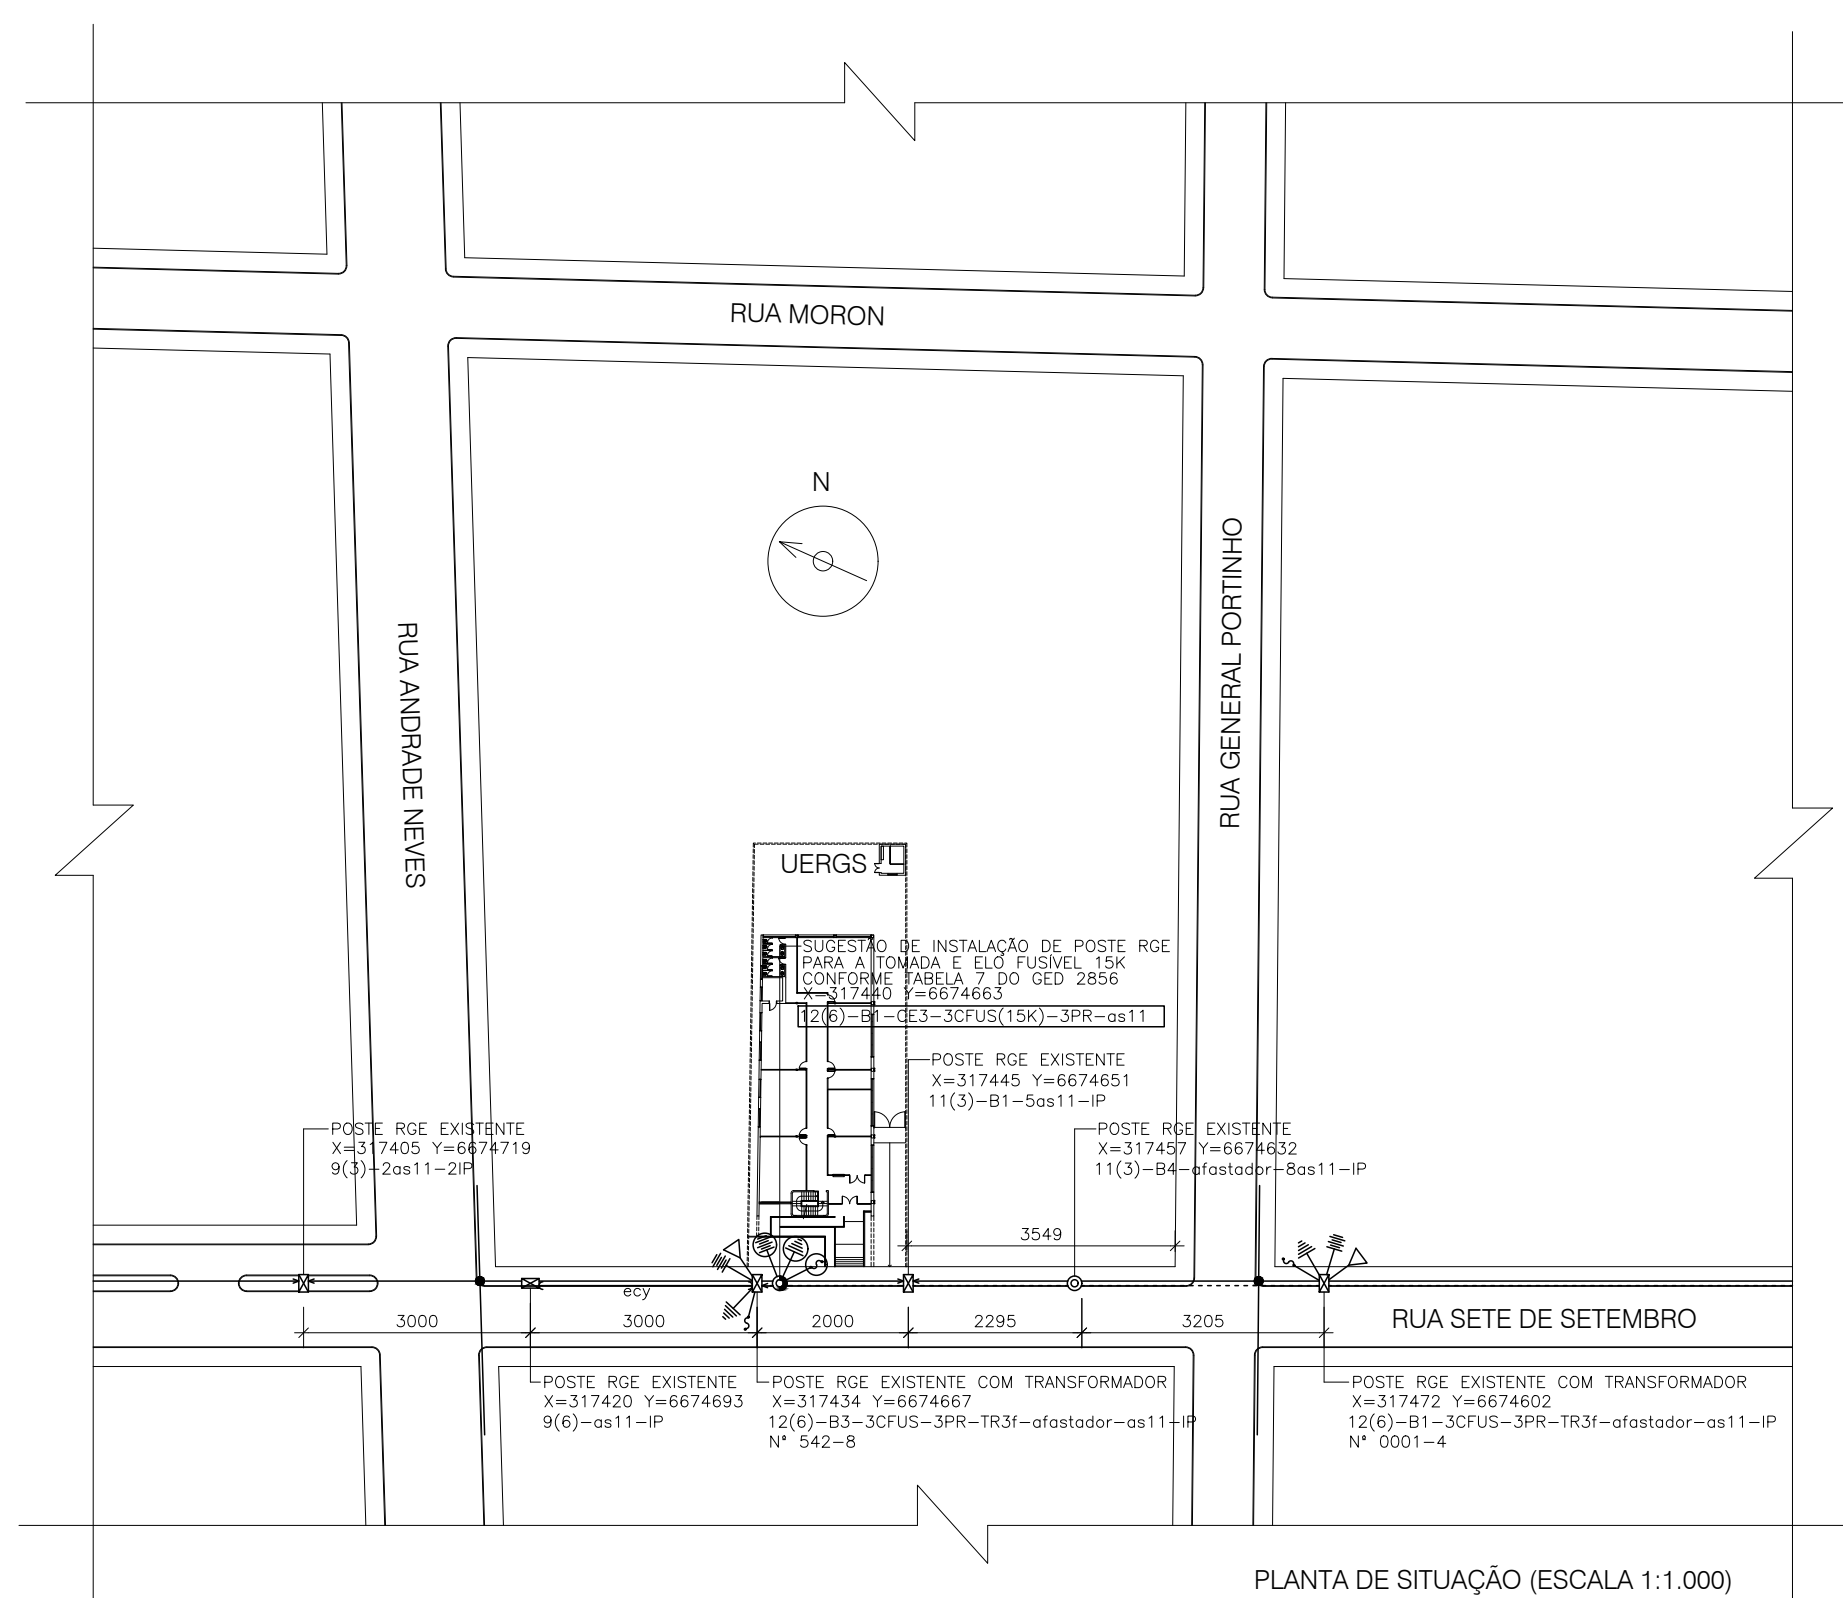 RUA MORON
N
RUA ANDRADE NEVES
RUA GENERAL PORTINHO
UERGS
SUGESTÃO DE INSTALAÇÃO DE POSTE RGE
PARA A TOMADA E ELO FUSÍVEL 15K
CONFORME TABELA 7 DO GED 2856
X=317440 Y=6674663
12(6)-B1-CE3-3CFUS(15K)-3PR-as11
POSTE RGE EXISTENTE
X=317445 Y=6674651
11(3)-B1-5as11-IP
POSTE RGE EXISTENTE
X=317405 Y=6674719
9(3)-2as11-2IP
POSTE RGE EXISTENTE
X=317457 Y=6674632
11(3)-B4-afastador-8as11-IP
3549
ecy
3000
3000
2000
2295
3205
RUA SETE DE SETEMBRO
POSTE RGE EXISTENTE
X=317420 Y=6674693
9(6)-as11-IP
POSTE RGE EXISTENTE COM TRANSFORMADOR
X=317434 Y=6674667
12(6)-B3-3CFUS-3PR-TR3f-afastador-as11-IP
N° 542-8
POSTE RGE EXISTENTE COM TRANSFORMADOR
X=317472 Y=6674602
12(6)-B1-3CFUS-3PR-TR3f-afastador-as11-IP
N° 0001-4
PLANTA DE SITUAÇÃO (ESCALA 1:1.000)